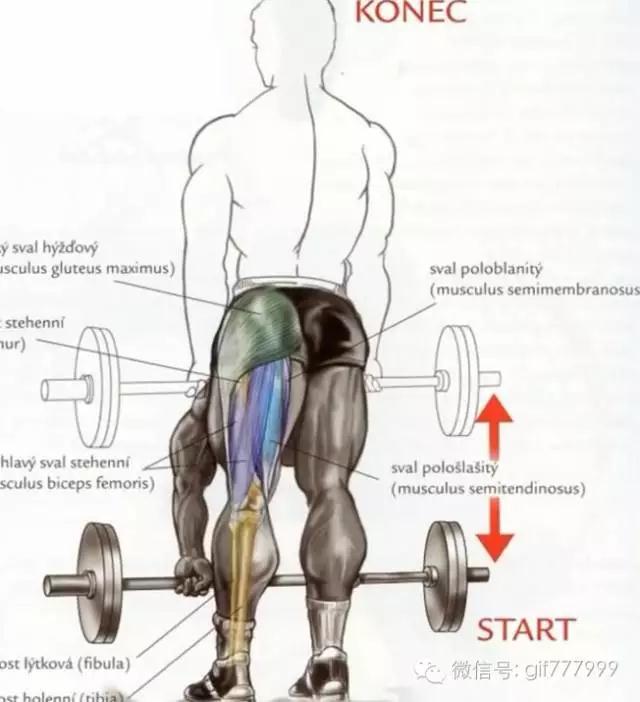 KONEC
ý sval hýžďový
usculus gluteus maximus)
sval poloblanitý
(musculus semimembranosus
stehenní
nur)
hlavý sval stehenní
usculus biceps femoris)
sval pološlašitý
(musculus semitendinosus)
START
ost lýtková (fibula)
ost holenní (tibia)
微信号: gif777999